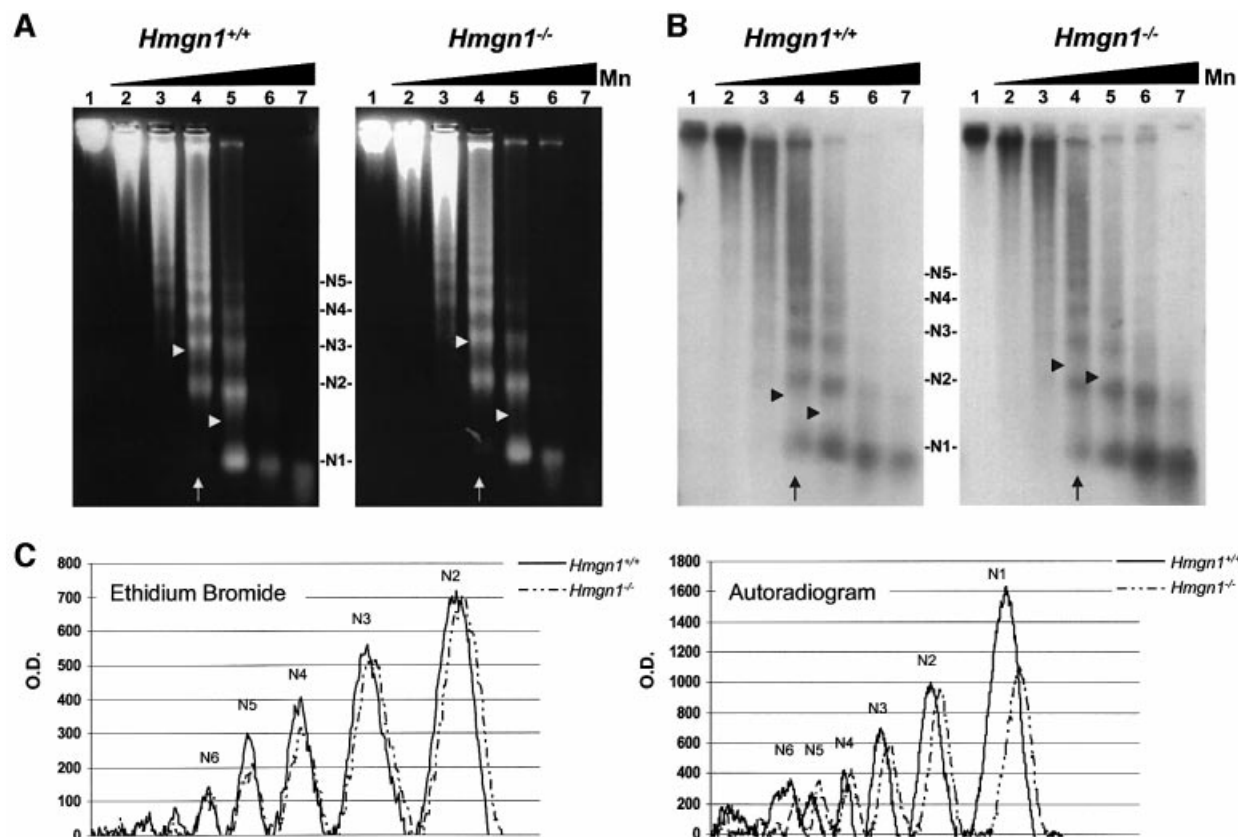 A
Hmgn1+/+
Hmgn1-/-
Mn
1 2 3 4 5 6 7
1 2 3 4 5 6 7
-N5-
-N4-
-N3-
-N2-
-N1-
B
Hmgn1+/+
Hmgn1-/-
Mn
1 2 3 4 5 6 7
1 2 3 4 5 6 7
-N5-
-N4-
-N3-
-N2-
-N1-
C
Ethidium Bromide
Hmgn1+/+
Hmgn1-/-
O.D.
800
700
600
500
400
300
200
100
0
N6
N5
N4
N3
N2
Autoradiogram
Hmgn1+/+
Hmgn1-/-
O.D.
1800
1600
1400
1200
1000
800
600
400
200
0
N6
N5
N4
N3
N2
N1